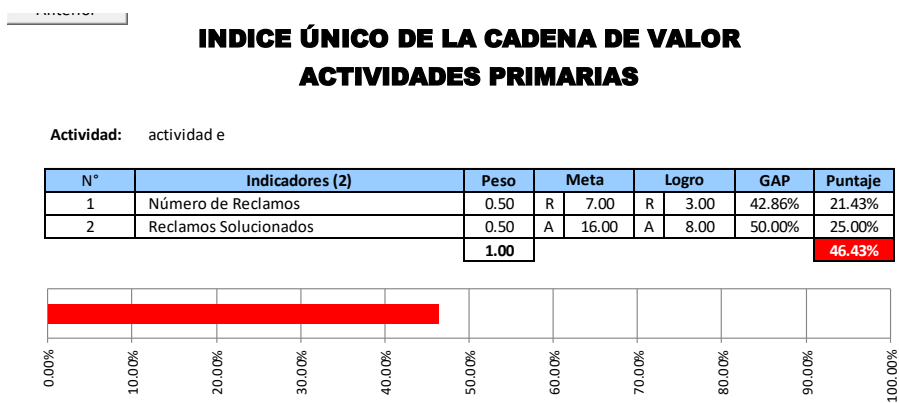 INDICE ÚNICO DE LA CADENA DE VALOR
ACTIVIDADES PRIMARIAS
Actividad: actividad e
N° Indicadores (2) Peso Meta Logro GAP Puntaje
1 Número de Reclamos 0.50 R 7.00 R 3.00 42.86% 21.43%
2 Reclamos Solucionados 0.50 A 16.00 A 8.00 50.00% 25.00%
1.00 46.43%
0.00% 10.00% 20.00% 30.00% 40.00% 50.00% 60.00% 70.00% 80.00% 90.00% 100.00%